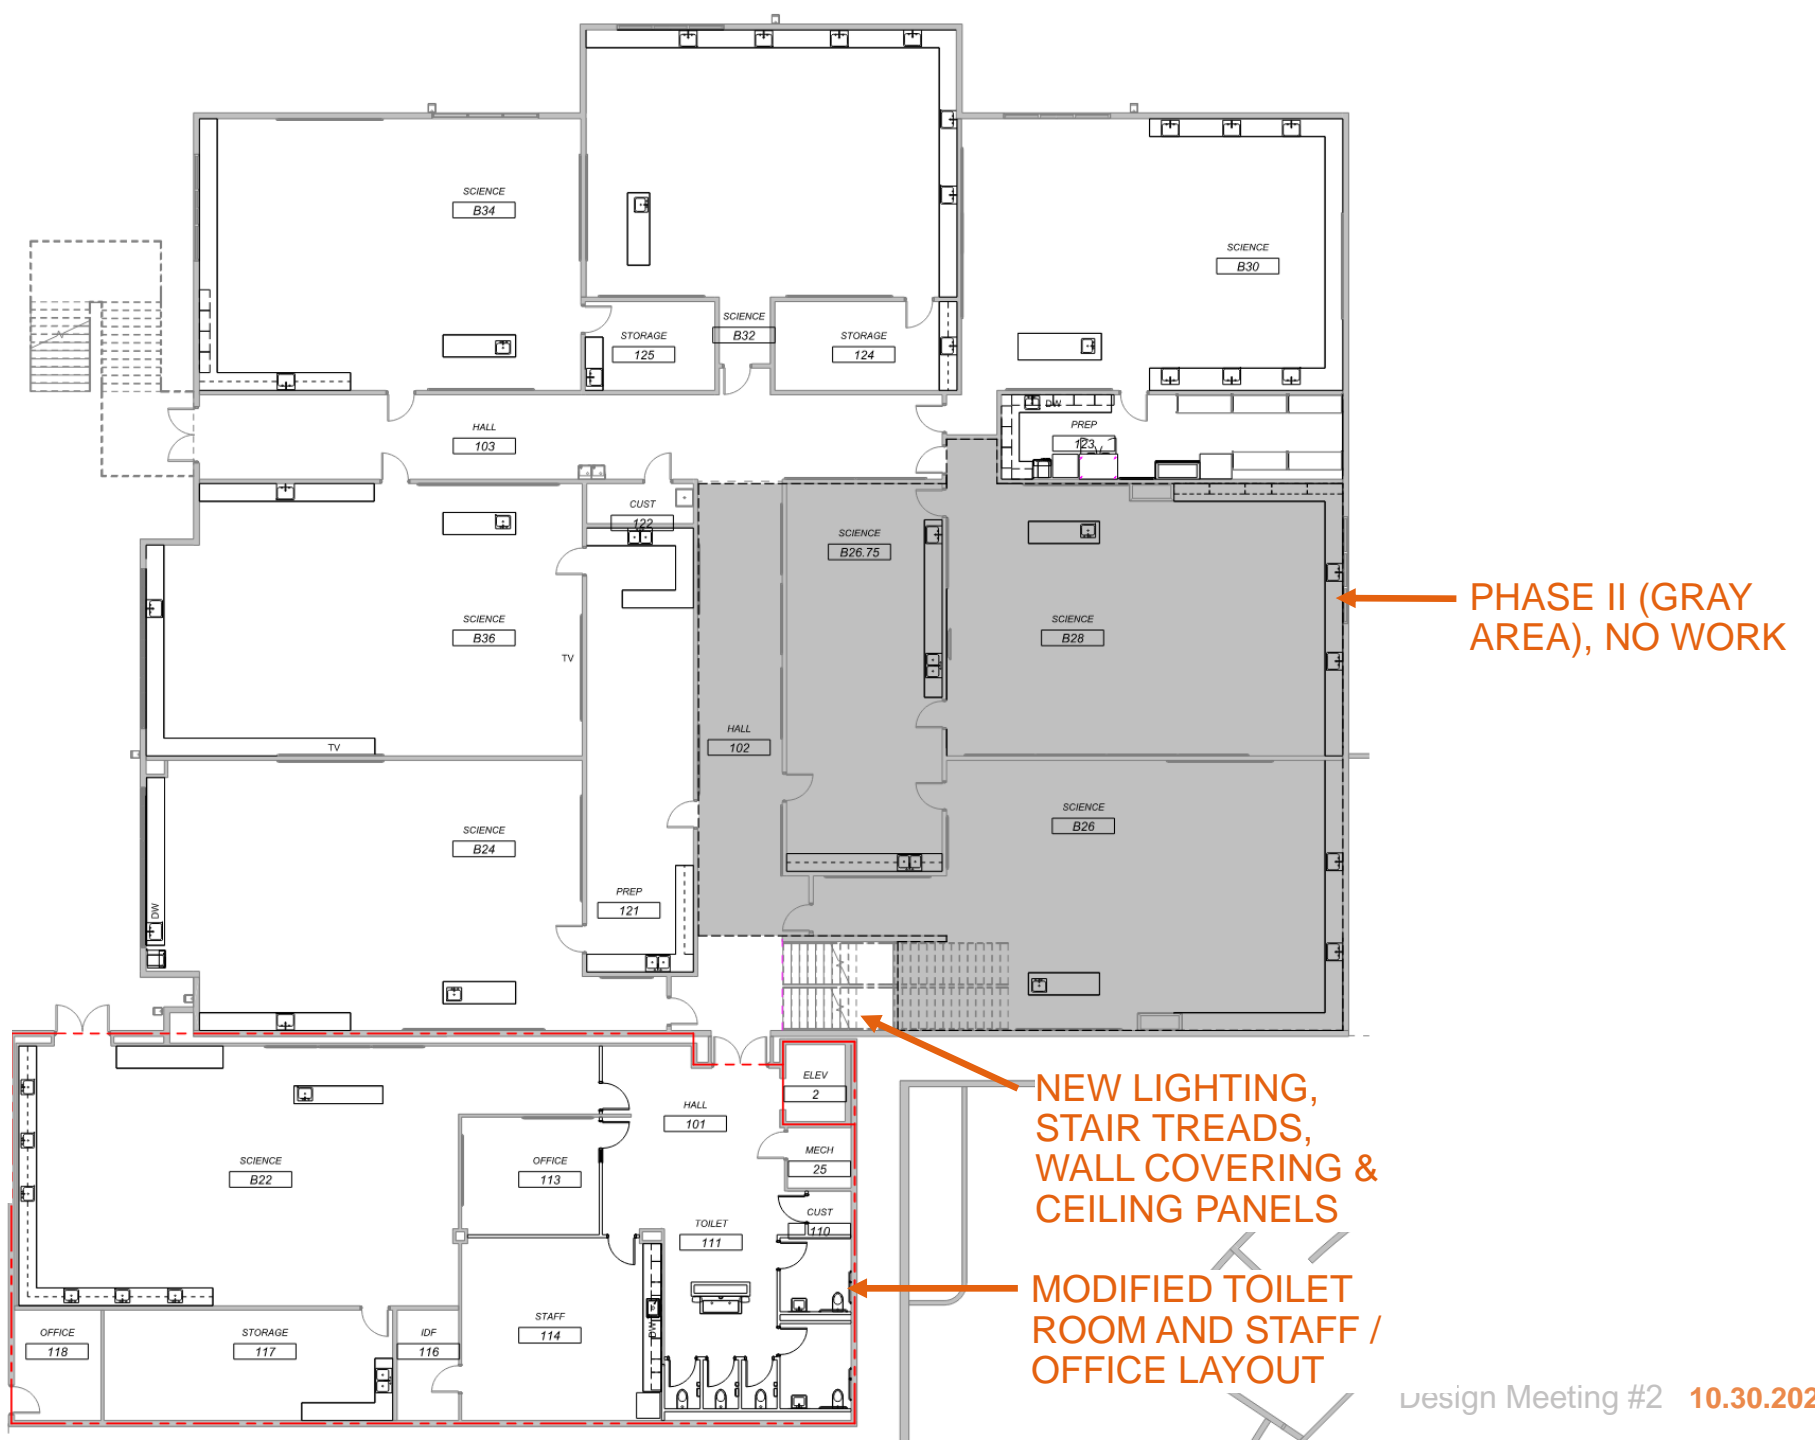 SCIENCE
B34
SCIENCE
B30
STORAGE
125
SCIENCE
B32
STORAGE
124
HALL
103
DW
PREP
123
CUST
122
SCIENCE
B26.75
SCIENCE
B36
TV
TV
SCIENCE
B28
PHASE II (GRAY
AREA), NO WORK
HALL
102
SCIENCE
B26
SCIENCE
B24
DW
PREP
121
ELEV
2
HALL
101
NEW LIGHTING,
STAIR TREADS,
WALL COVERING &
CEILING PANELS
SCIENCE
B22
OFFICE
113
MECH
25
TOILET
111
CUST
110
MODIFIED TOILET
ROOM AND STAFF /
OFFICE LAYOUT
OFFICE
118
STORAGE
117
IDF
116
STAFF
114
DW
Design Meeting #2 10.30.202